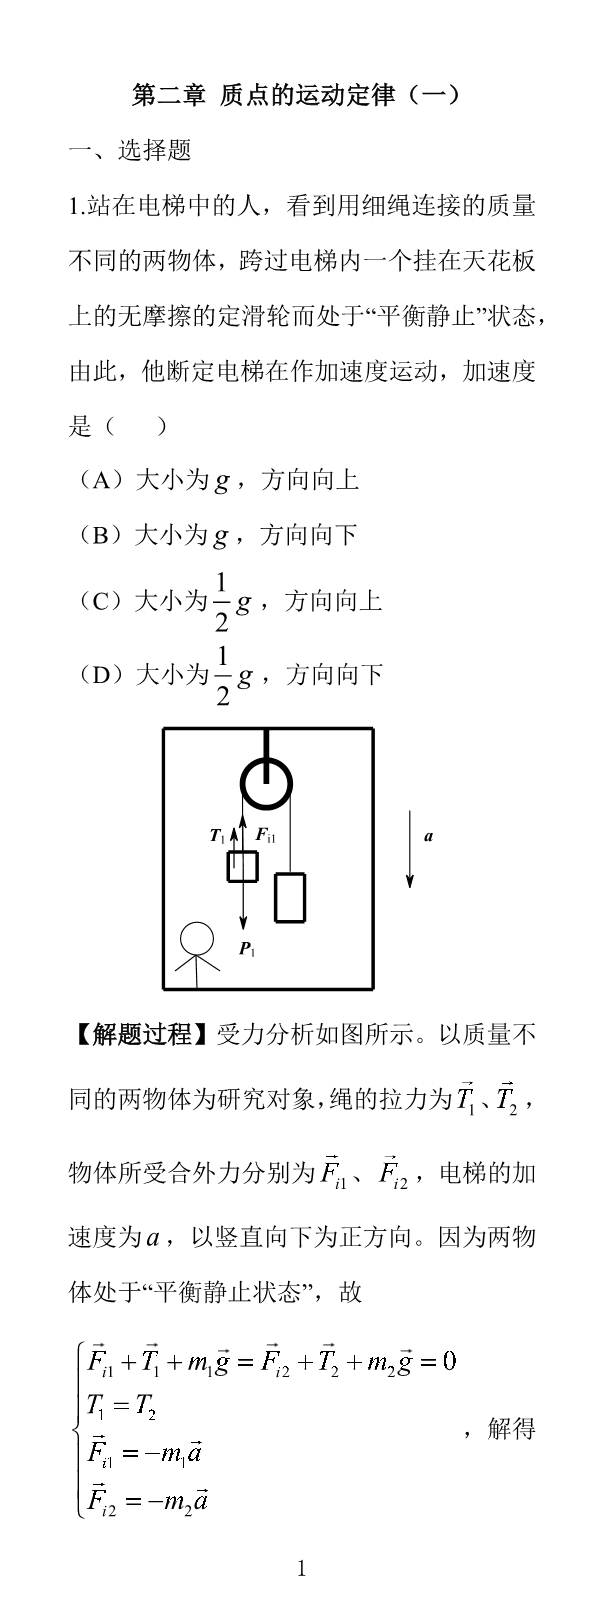 第二章 质点的运动定律（一）
一、选择题
1.站在电梯中的人，看到用细绳连接的质量
不同的两物体，跨过电梯内一个挂在天花板
上的无摩擦的定滑轮而处于“平衡静止”状态，
由此，他断定电梯在作加速度运动，加速度
是（  ）
（A）大小为 g，方向向上
（B）大小为 g，方向向下
（C）大小为 1/2 g，方向向上
（D）大小为 1/2 g，方向向下
T₁ F_{i1} a
P₁
【解题过程】受力分析如图所示。以质量不
同的两物体为研究对象，绳的拉力为 \vec{T}_1、\vec{T}_2，
物体所受合外力分别为 \vec{F}_{i1}、\vec{F}_{i2}，电梯的加
速度为 a，以竖直向下为正方向。因为两物
体处于“平衡静止状态”，故
\vec{F}_{i1} + \vec{T}_1 + m_1\vec{g} = \vec{F}_{i2} + \vec{T}_2 + m_2\vec{g} = 0
T_1 = T_2
\vec{F}_{i1} = -m_1\vec{a}
\vec{F}_{i2} = -m_2\vec{a}
，解得
1